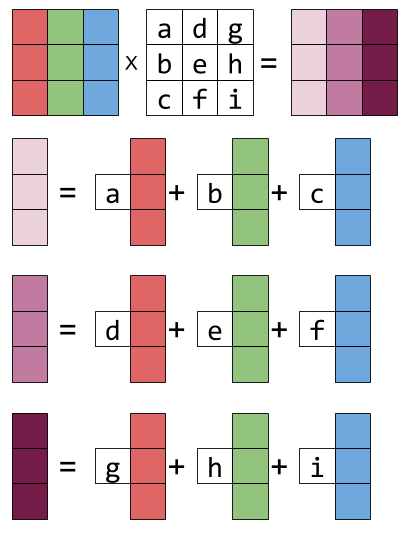 a d g
x b e h =
c f i
= a + b + c
= d + e + f
= g + h + i